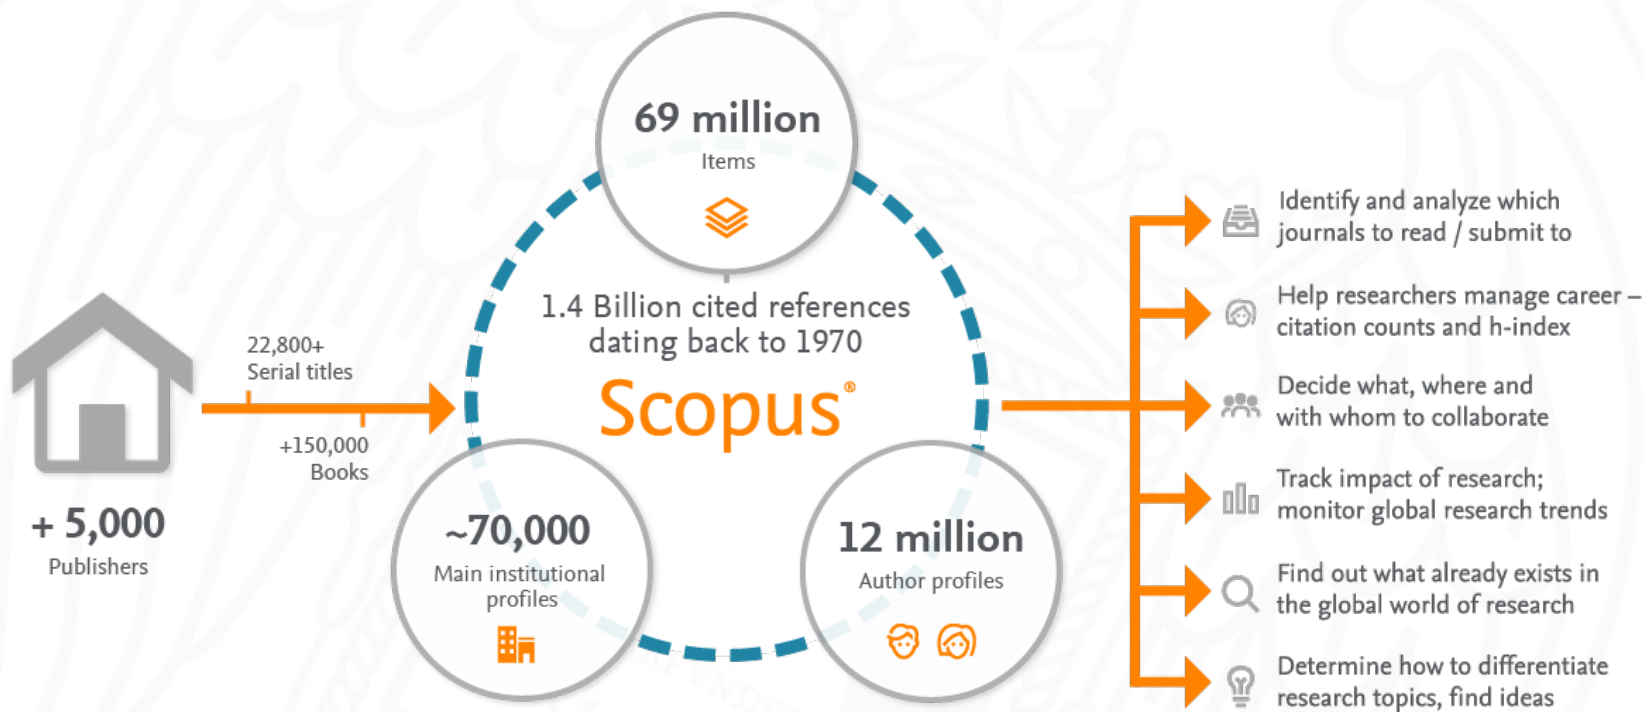 69 million
Items
1.4 Billion cited references
dating back to 1970
Scopus®
22,800+
Serial titles
+150,000
Books
+ 5,000
Publishers
~70,000
Main institutional
profiles
12 million
Author profiles
Identify and analyze which
journals to read / submit to
Help researchers manage career –
citation counts and h-index
Decide what, where and
with whom to collaborate
Track impact of research;
monitor global research trends
Find out what already exists in
the global world of research
Determine how to differentiate
research topics, find ideas